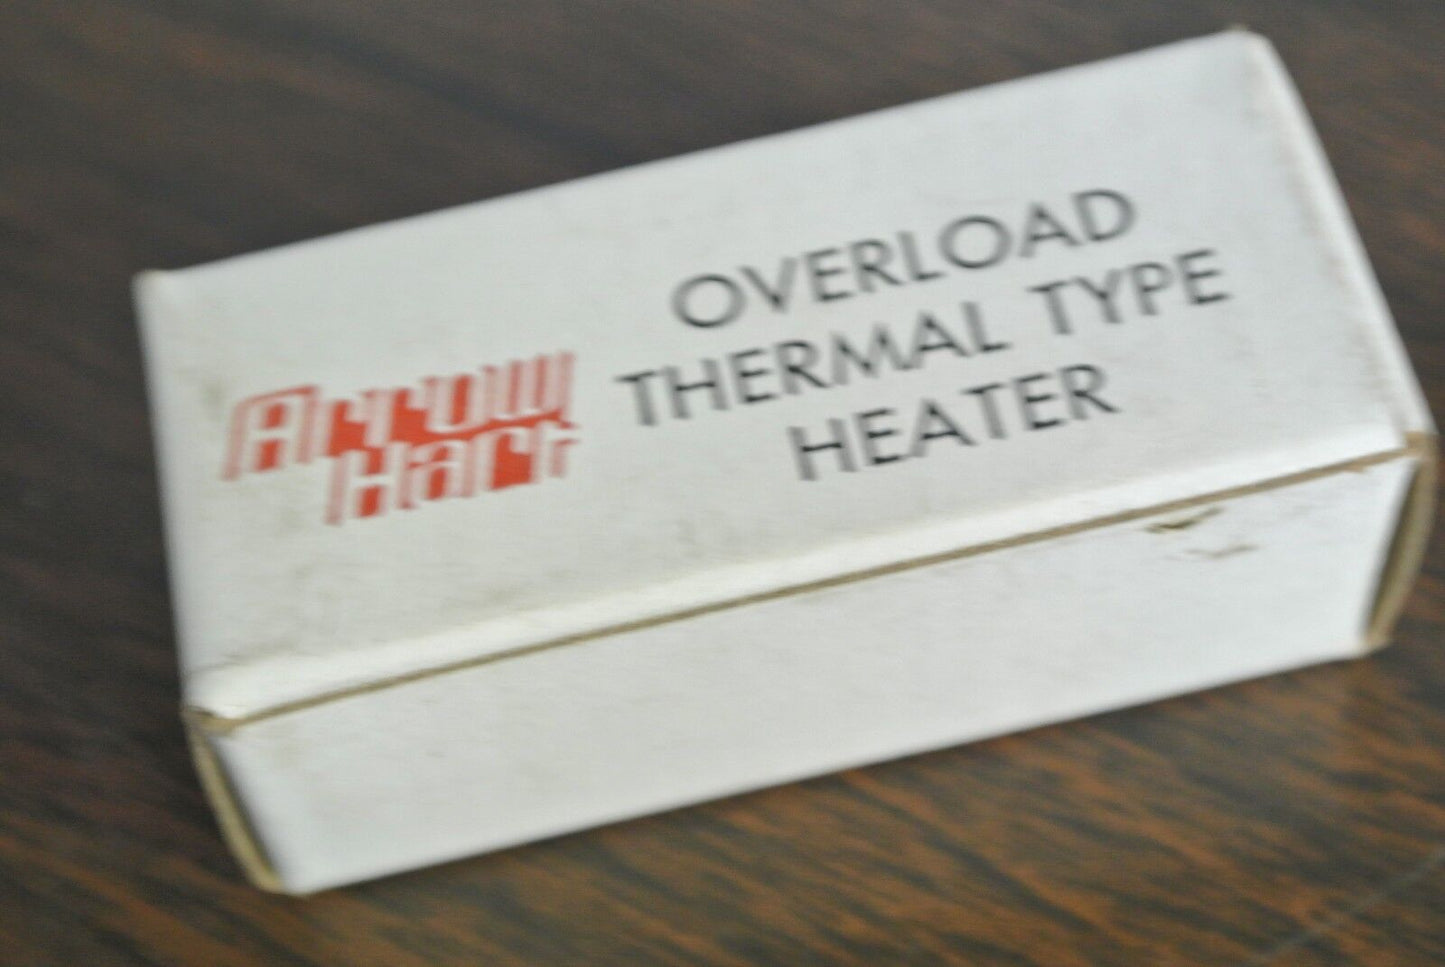 Arrow
Hart
OVERLOAD
THERMAL TYPE
HEATER